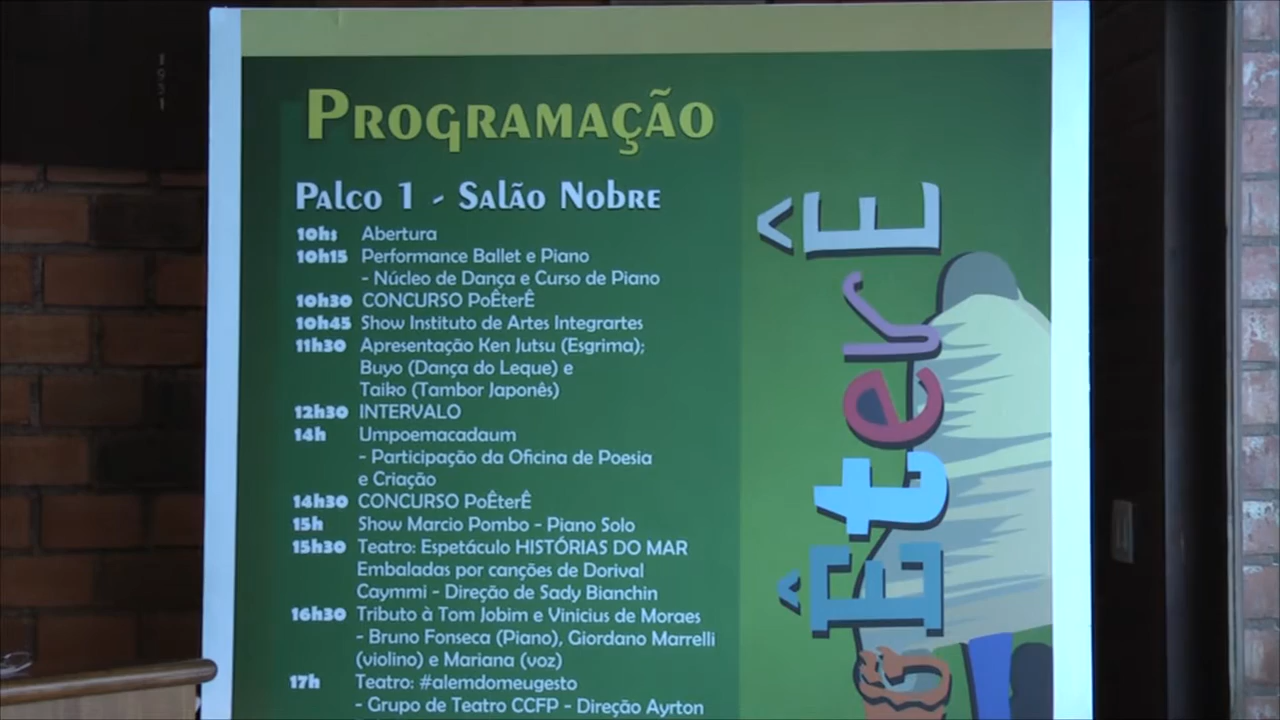 PROGRAMAÇÃO
PALCO 1 - SALÃO NOBRE
10hs Abertura
10h15 Performance Ballet e Piano
- Núcleo de Dança e Curso de Piano
10h30 CONCURSO PoÊterÊ
10h45 Show Instituto de Artes Integrartes
11h30 Apresentação Ken Jutsu (Esgrima);
Buyo (Dança do Leque) e
Taiko (Tambor Japonês)
12h30 INTERVALO
14h Umpoemacadaum
- Participação da Oficina de Poesia
e Criação
14h30 CONCURSO PoÊterÊ
15h Show Marcio Pombo - Piano Solo
15h30 Teatro: Espetáculo HISTÓRIAS DO MAR
Embaladas por canções de Dorival
Caymmi - Direção de Sady Bianchin
16h30 Tributo à Tom Jobim e Vinicius de Moraes
- Bruno Fonseca (Piano), Giordano Marrelli
(violino) e Mariana (voz)
17h Teatro: #alemdomeugesto
- Grupo de Teatro CCFP - Direção Ayrton
ÊterÊ